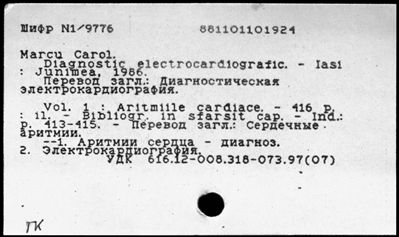 Шифр N1/9776 881101101924
Marcu Carol.
Diagnostic electrocardiografic. - Iasi
: Junimea, 1986.
Перевод загл.: Диагностическая
электрокардиография.
Vol. 1 : Aritmiile cardiace. - 416 p.
: il. - Bibliogr. in sfarsit cap. - Ind.:
p. 413-415. - Перевод загл.: Сердечные
аритмии.
--1. Аритмии сердца - диагноз.
2. Электрокардиография.
УДК 616.12-008.318-073.97(07)
ТК